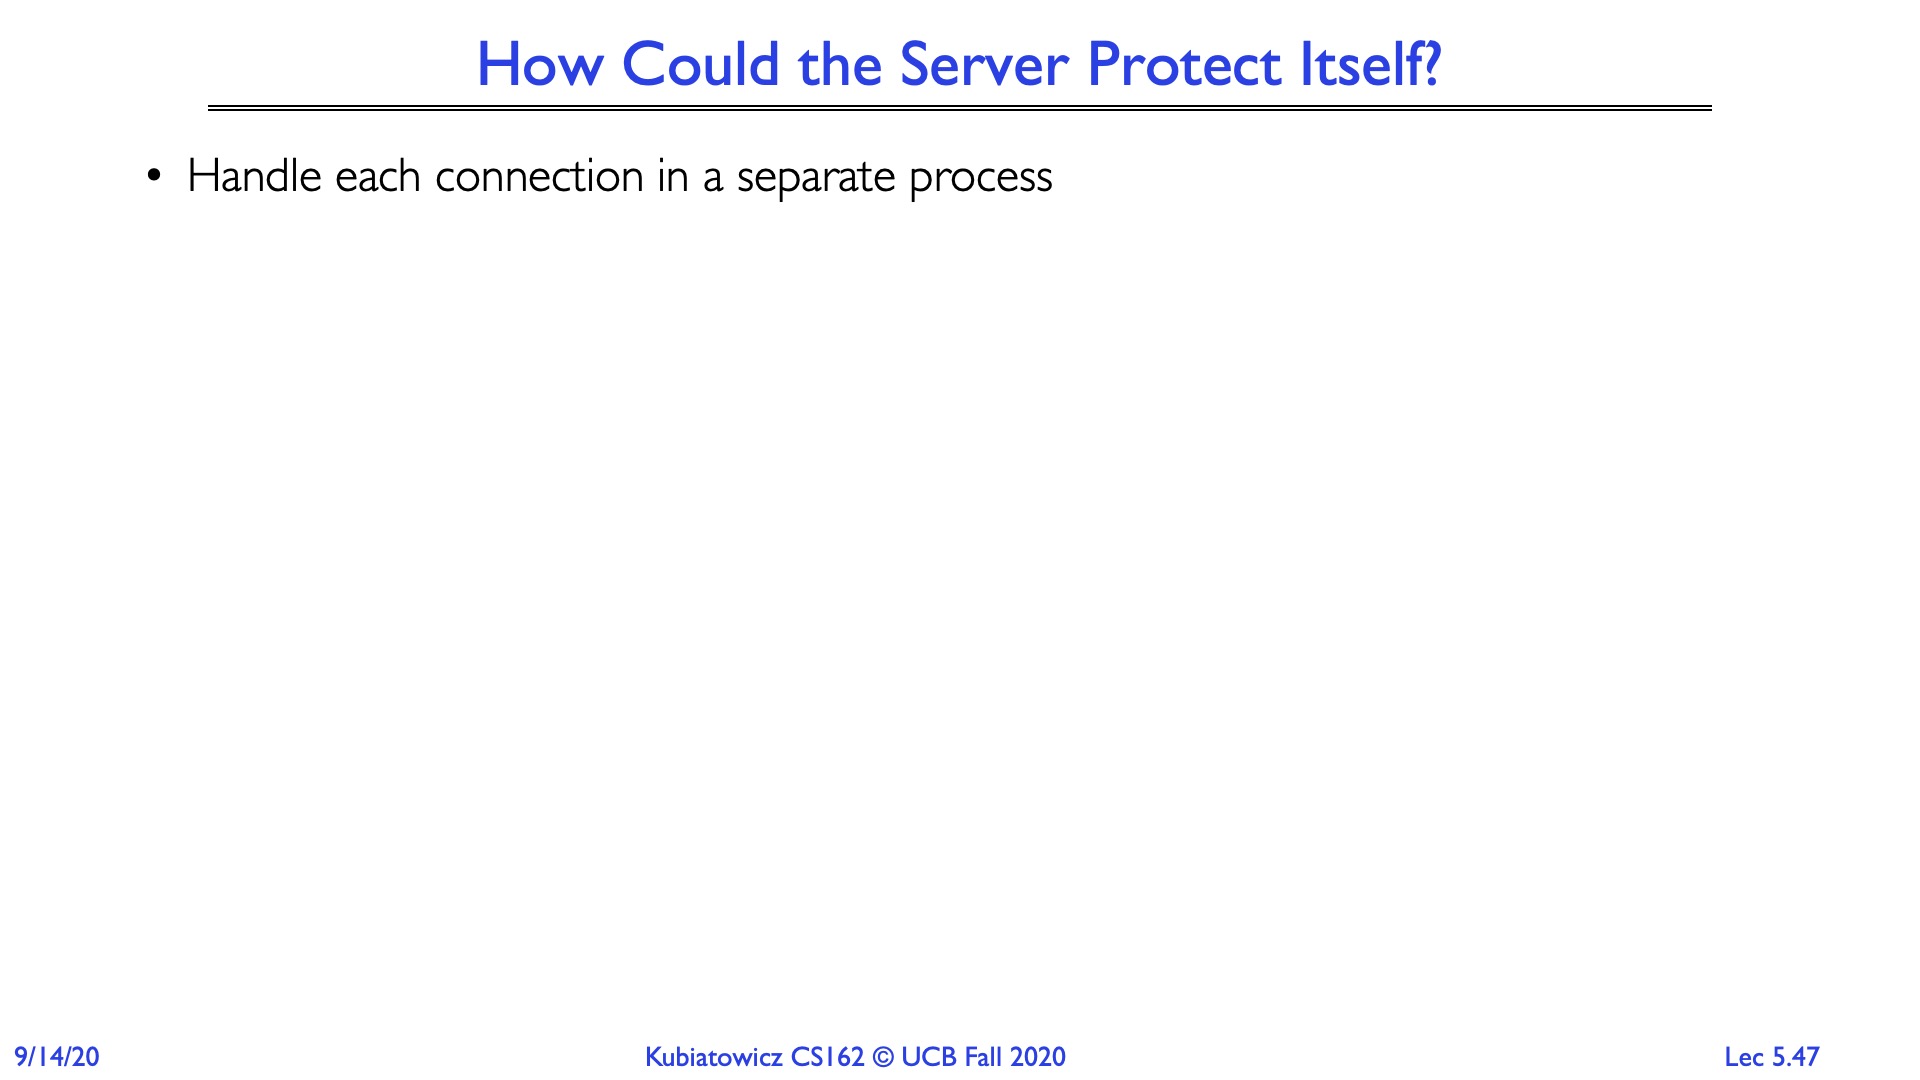 How Could the Server Protect Itself?
• Handle each connection in a separate process
9/14/20
Kubiatowicz CS162 © UCB Fall 2020
Lec 5.47